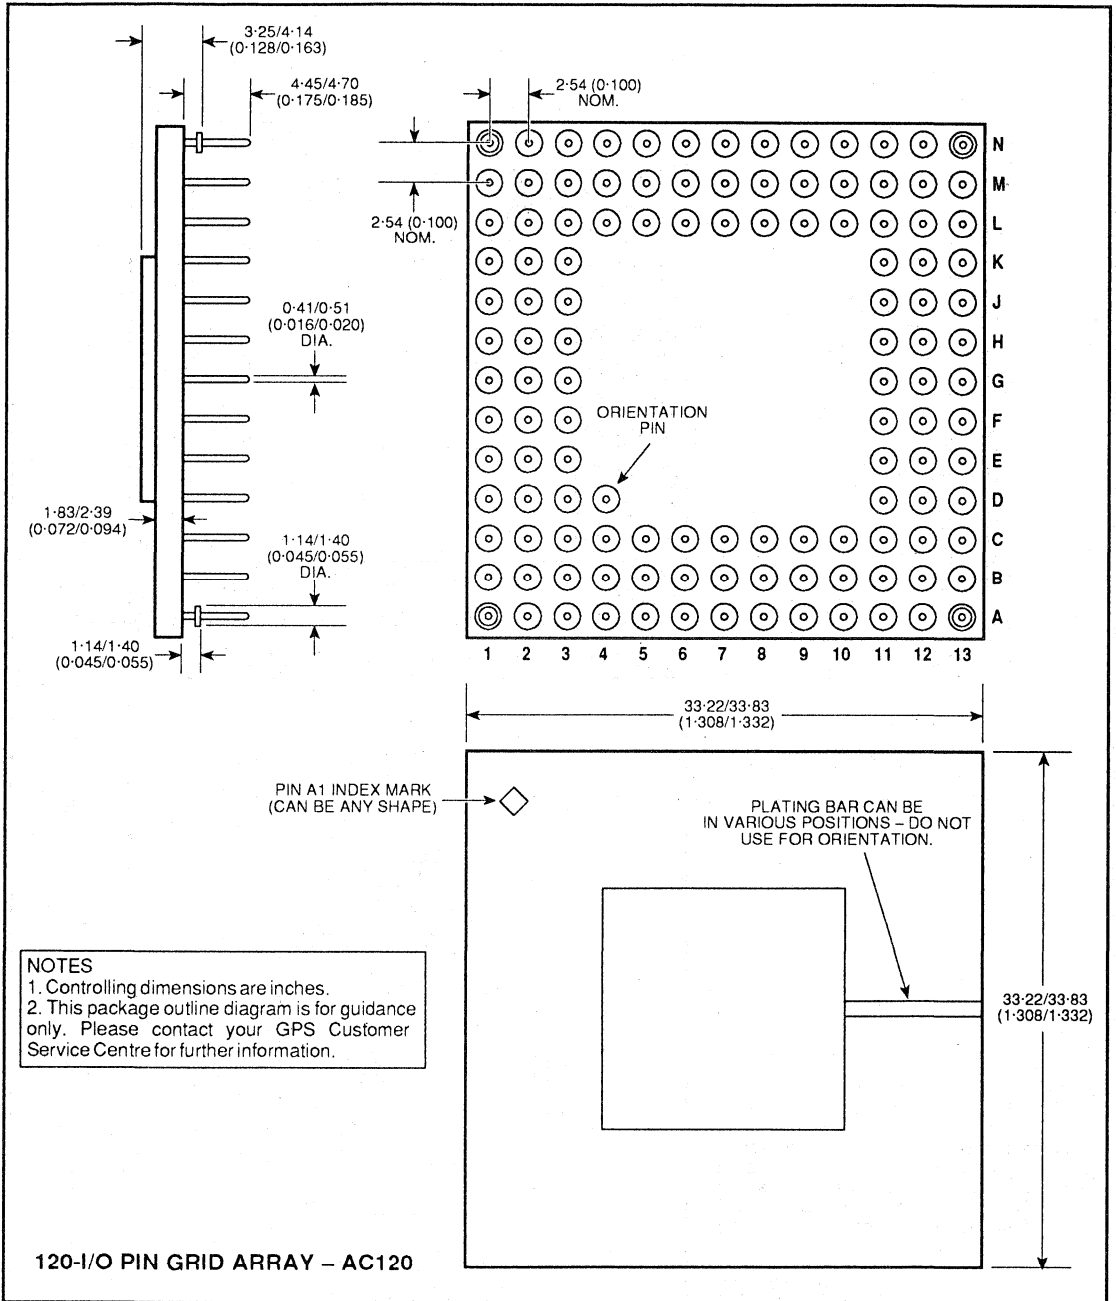 3·25/4·14
(0·128/0·163)
4·45/4·70
(0·175/0·185)
2·54 (0·100)
NOM.
2·54 (0·100)
NOM.
0·41/0·51
(0·016/0·020)
DIA.
1·83/2·39
(0·072/0·094)
1·14/1·40
(0·045/0·055)
DIA.
1·14/1·40
(0·045/0·055)
ORIENTATION
PIN
N
M
L
K
J
H
G
F
E
D
C
B
A
1 2 3 4 5 6 7 8 9 10 11 12 13
33·22/33·83
(1·308/1·332)
PIN A1 INDEX MARK
(CAN BE ANY SHAPE)
PLATING BAR CAN BE
IN VARIOUS POSITIONS – DO NOT
USE FOR ORIENTATION.
33·22/33·83
(1·308/1·332)
NOTES
1. Controlling dimensions are inches.
2. This package outline diagram is for guidance
only. Please contact your GPS Customer
Service Centre for further information.
120-I/O PIN GRID ARRAY – AC120